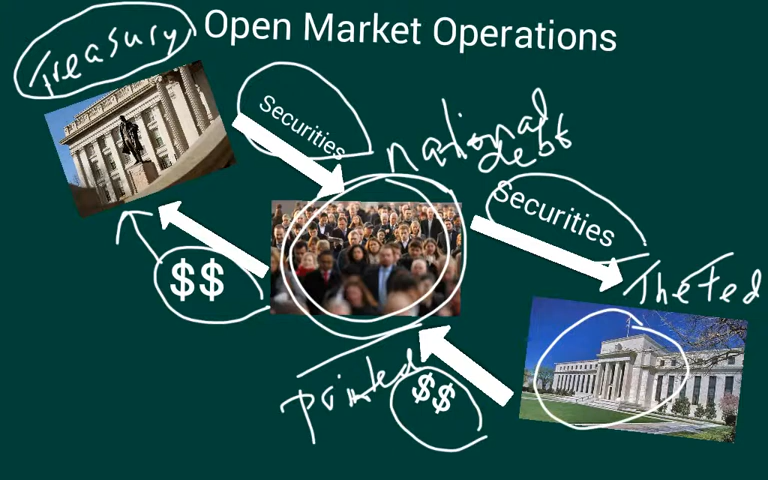 Treasury
Open Market Operations
Securities
national
debt
Securities
The Fed
$$
printed
$$